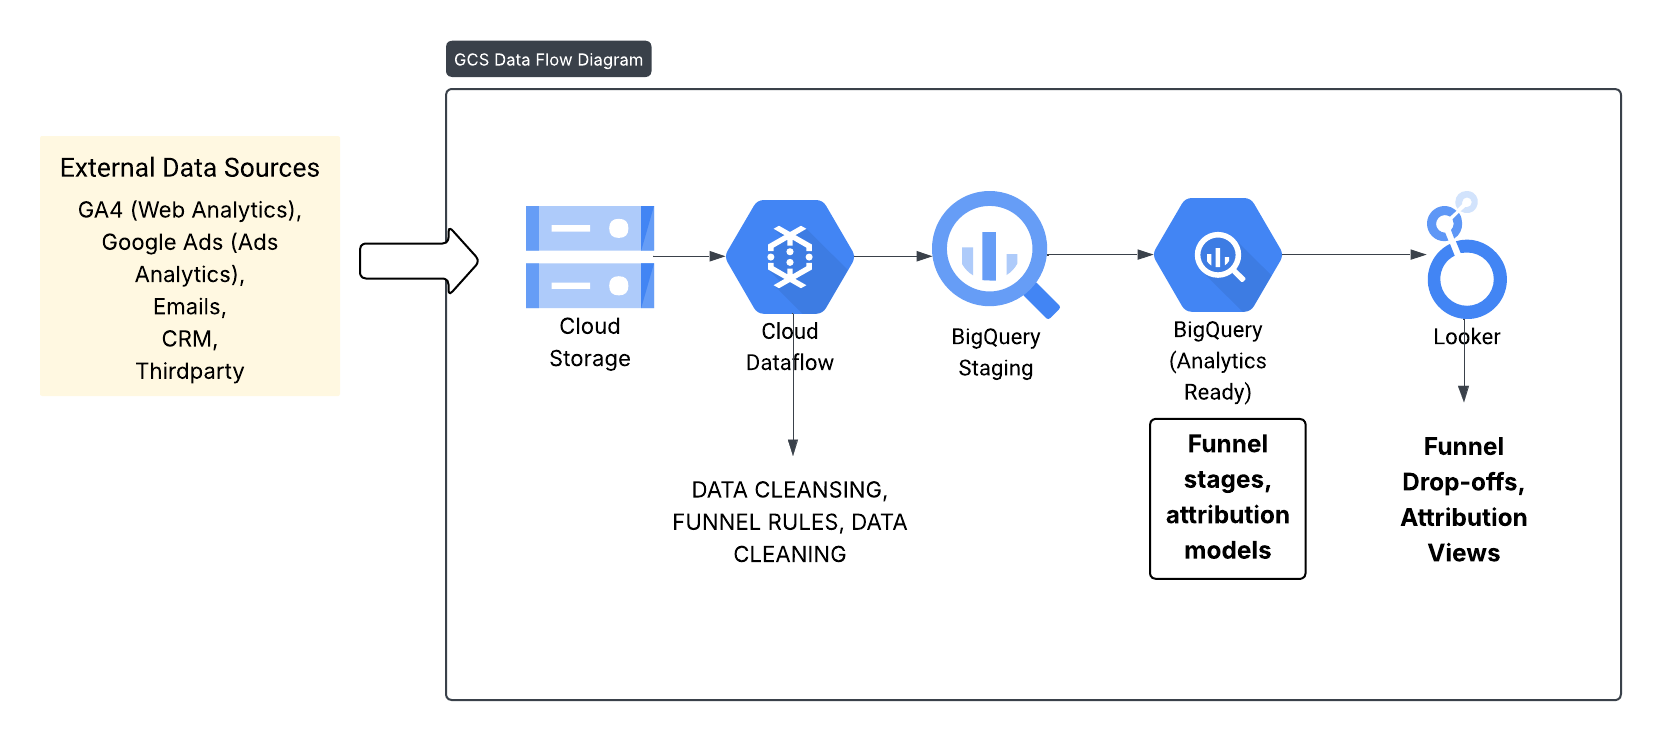 GCS Data Flow Diagram
External Data Sources
GA4 (Web Analytics),
Google Ads (Ads
Analytics),
Emails,
CRM,
Thirdparty
Cloud
Storage
Cloud
Dataflow
BigQuery
Staging
BigQuery
(Analytics
Ready)
Looker
DATA CLEANSING,
FUNNEL RULES, DATA
CLEANING
Funnel
stages,
attribution
models
Funnel
Drop-offs,
Attribution
Views